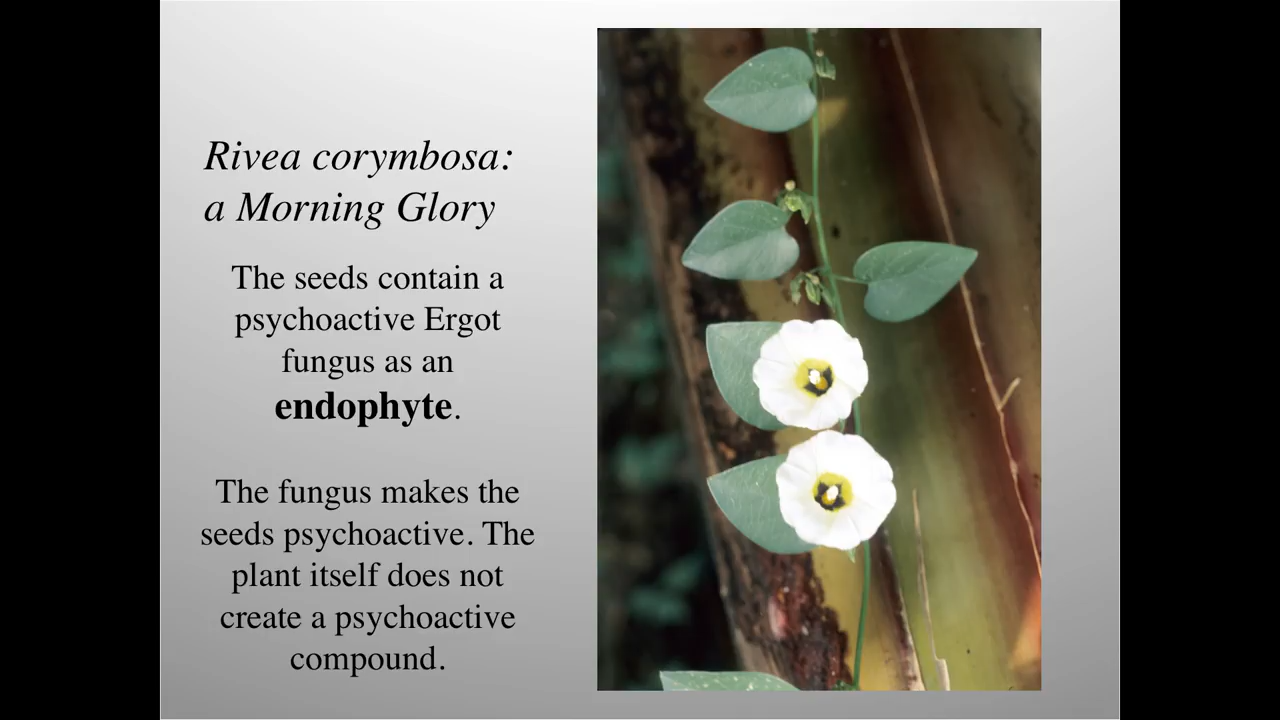 Rivea corymbosa:
a Morning Glory
The seeds contain a
psychoactive Ergot
fungus as an
endophyte.
The fungus makes the
seeds psychoactive. The
plant itself does not
create a psychoactive
compound.